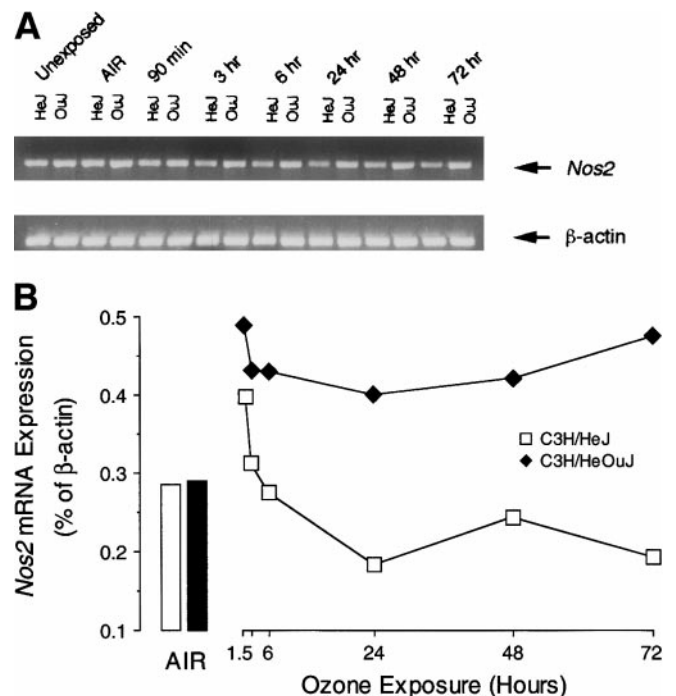 A
Unexposed AIR 90 min 3 hr 6 hr 24 hr 48 hr 72 hr
HeJ OuJ HeJ OuJ HeJ OuJ HeJ OuJ HeJ OuJ HeJ OuJ HeJ OuJ HeJ OuJ
Nos2
β-actin
B
Nos2 mRNA Expression
(% of β-actin)
0.5
0.4
0.3
0.2
0.1
AIR
C3H/HeJ
C3H/HeOuJ
1.5 6 24 48 72
Ozone Exposure (Hours)